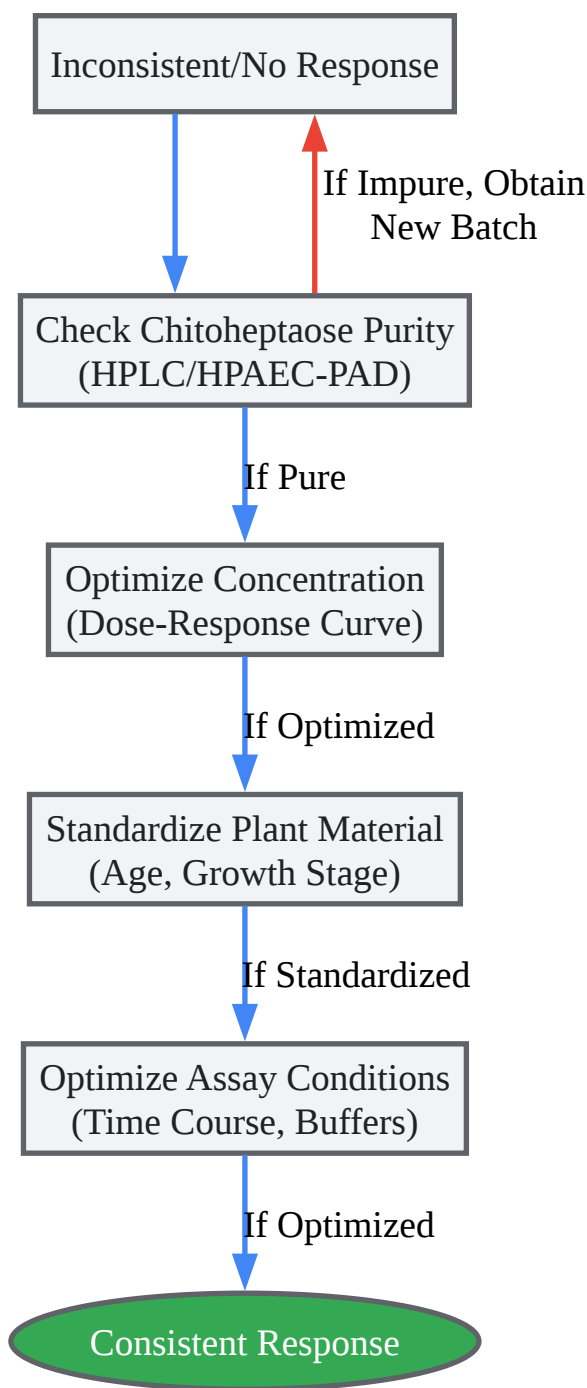 Inconsistent/No Response
If Impure, Obtain
New Batch
Check Chitoheptaose Purity
(HPLC/HPAEC-PAD)
If Pure
Optimize Concentration
(Dose-Response Curve)
If Optimized
Standardize Plant Material
(Age, Growth Stage)
If Standardized
Optimize Assay Conditions
(Time Course, Buffers)
If Optimized
Consistent Response